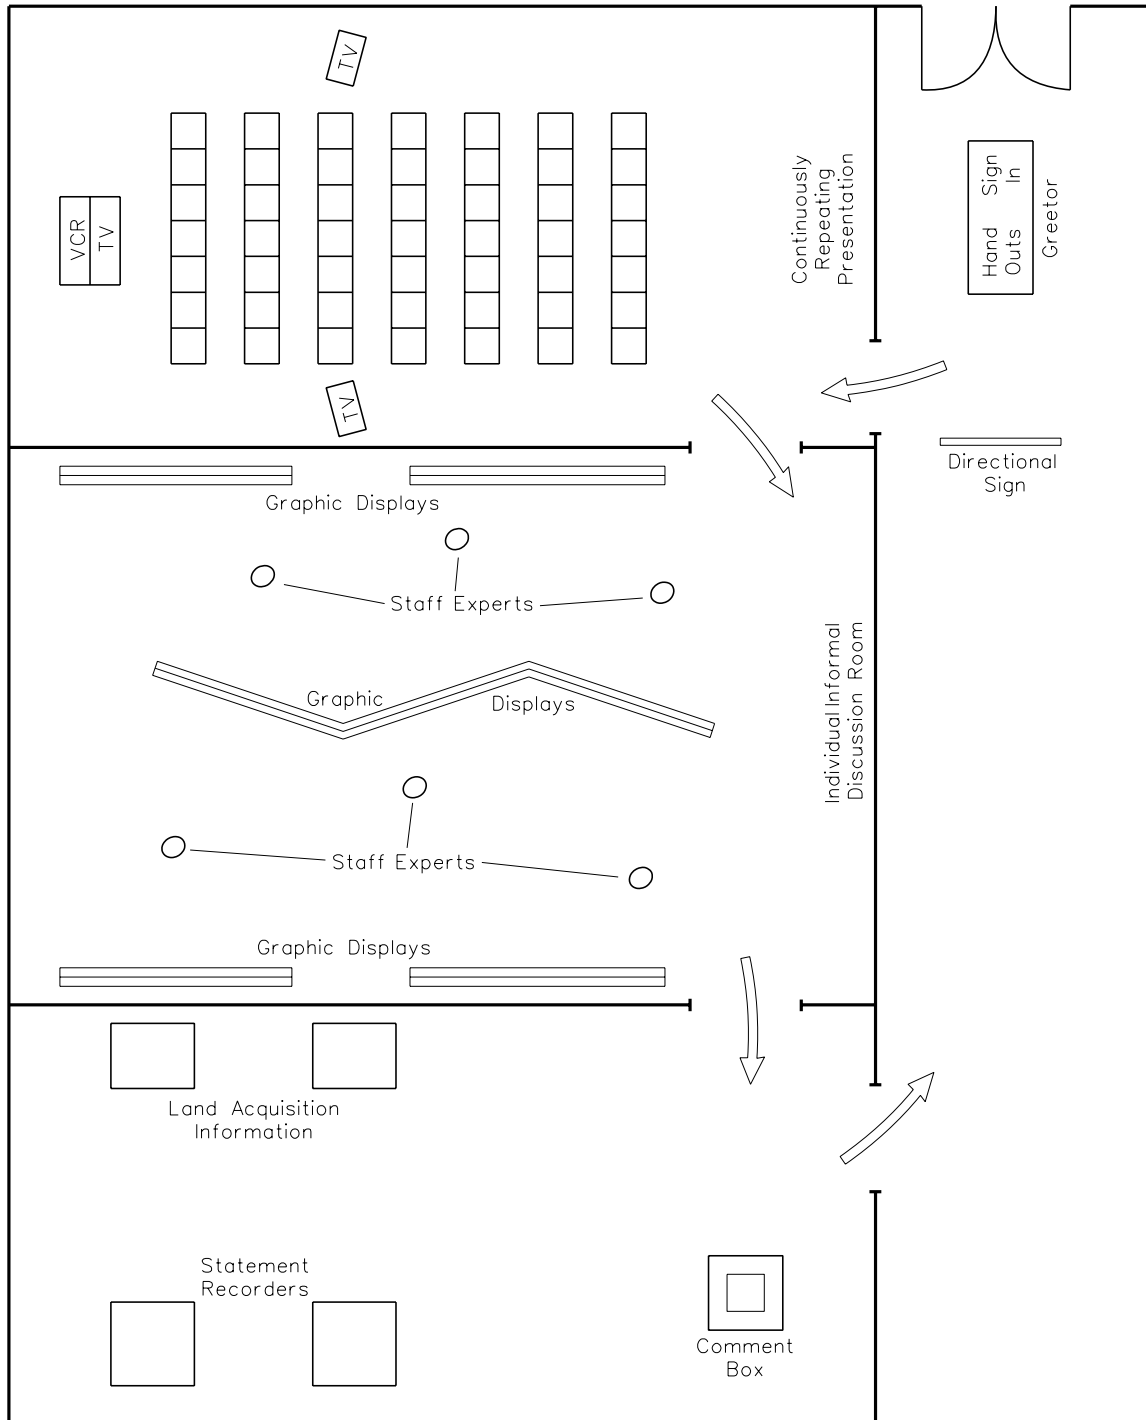 TV
VCR
TV
TV
Continuously
Repeating
Presentation
Sign
In
Hand
Outs
Greetor
Directional
Sign
Graphic Displays
Staff Experts
Graphic
Displays
Individual Informal
Discussion Room
Staff Experts
Graphic Displays
Land Acquisition
Information
Statement
Recorders
Comment
Box